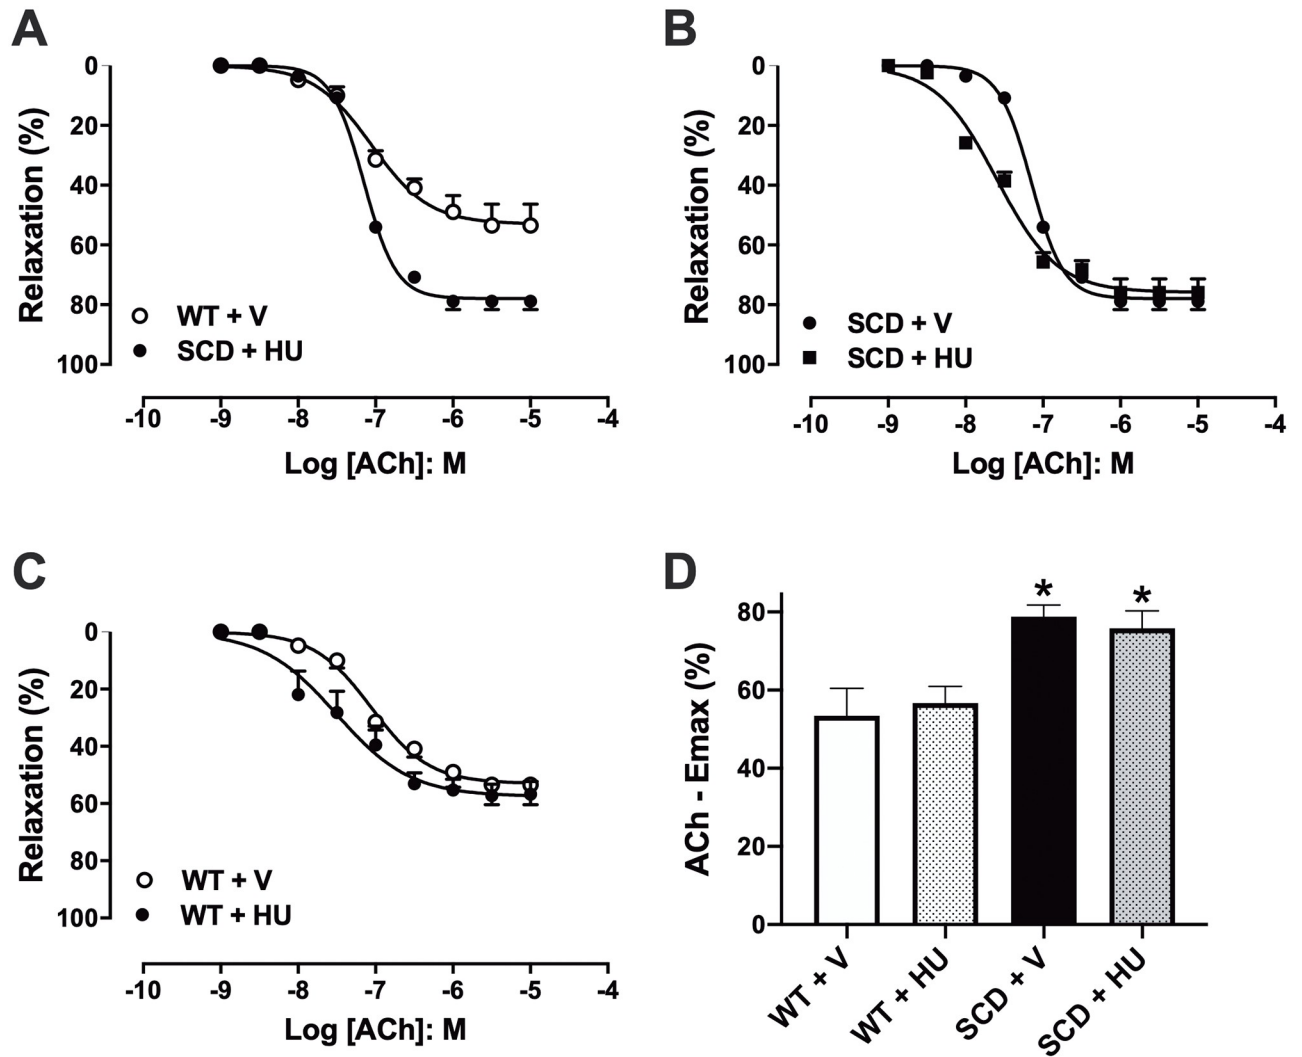 A
Relaxation (%)
0
20
40
60
80
100
WT + V
SCD + HU
-10 -9 -8 -7 -6 -5 -4
Log [ACh]: M
B
Relaxation (%)
0
20
40
60
80
100
SCD + V
SCD + HU
-10 -9 -8 -7 -6 -5 -4
Log [ACh]: M
C
Relaxation (%)
0
20
40
60
80
100
WT + V
WT + HU
-10 -9 -8 -7 -6 -5 -4
Log [ACh]: M
D
ACh - Emax (%)
80
60
40
20
0
* *
WT + V
WT + HU
SCD + V
SCD + HU